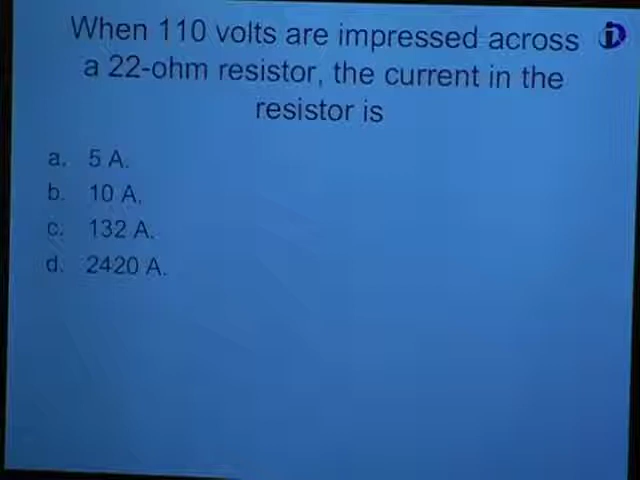 When 110 volts are impressed across
a 22-ohm resistor, the current in the
resistor is
a. 5 A.
b. 10 A.
c. 132 A.
d. 2420 A.